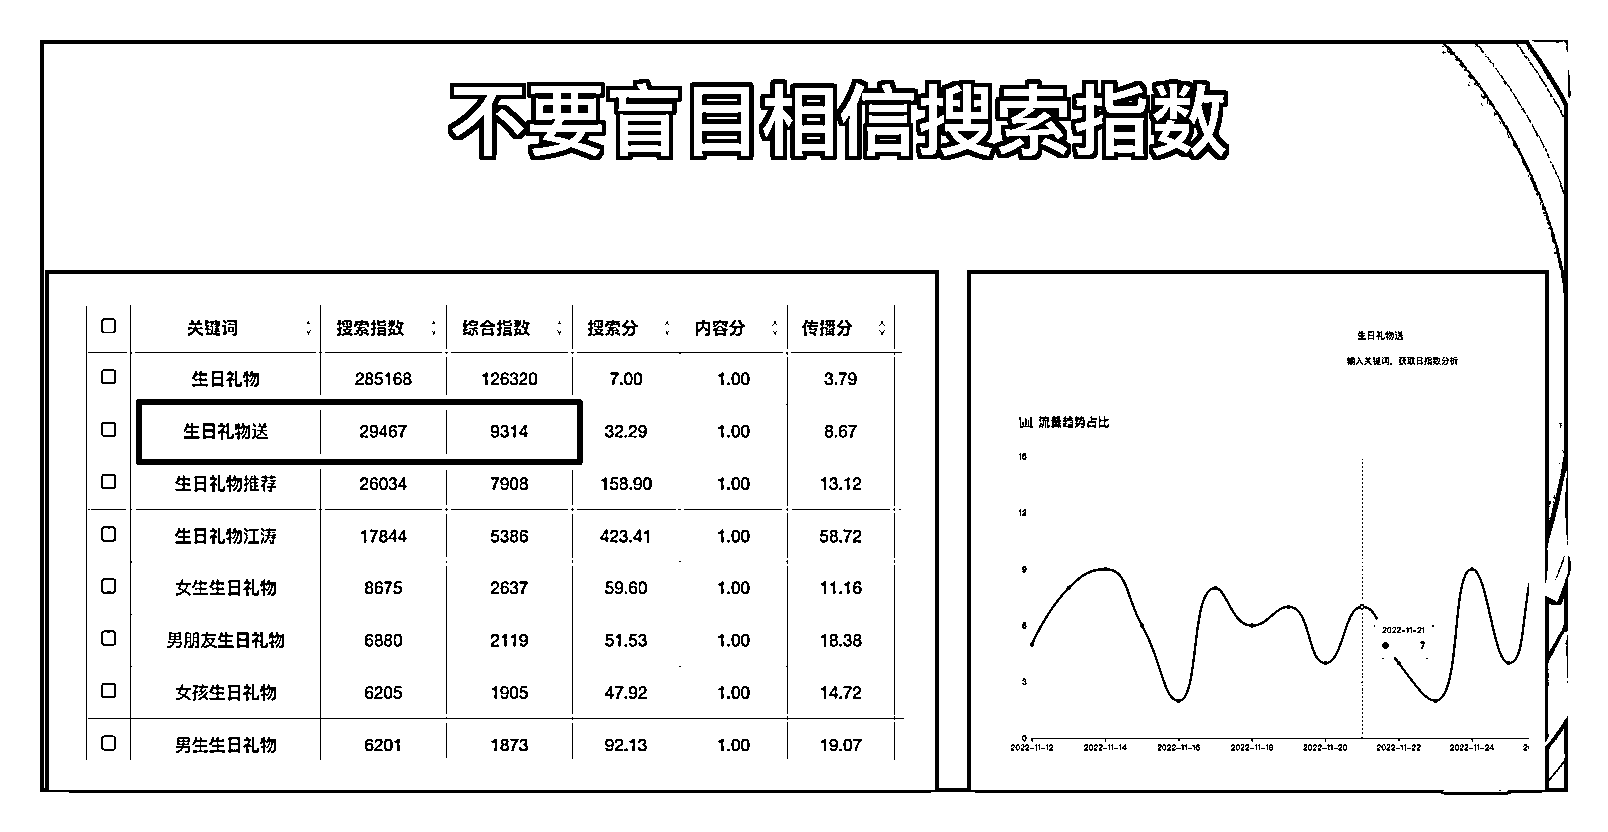 不要盲目相信搜索指数
关键词 搜索指数 综合指数 搜索分 内容分 传播分
生日礼物 285168 126320 7.00 1.00 3.79
生日礼物送 29467 9314 32.29 1.00 8.67
生日礼物推荐 26034 7908 158.90 1.00 13.12
生日礼物江涛 17844 5386 423.41 1.00 58.72
女生生日礼物 8675 2637 59.60 1.00 11.16
男朋友生日礼物 6880 2119 51.53 1.00 18.38
女孩生日礼物 6205 1905 47.92 1.00 14.72
男生生日礼物 6201 1873 92.13 1.00 19.07
生日礼物送
输入关键词，获取日指数分析
流量趋势占比
15
12
9
6
3
0
2022-11-21
7
2022-11-12 2022-11-14 2022-11-16 2022-11-18 2022-11-20 2022-11-22 2022-11-24